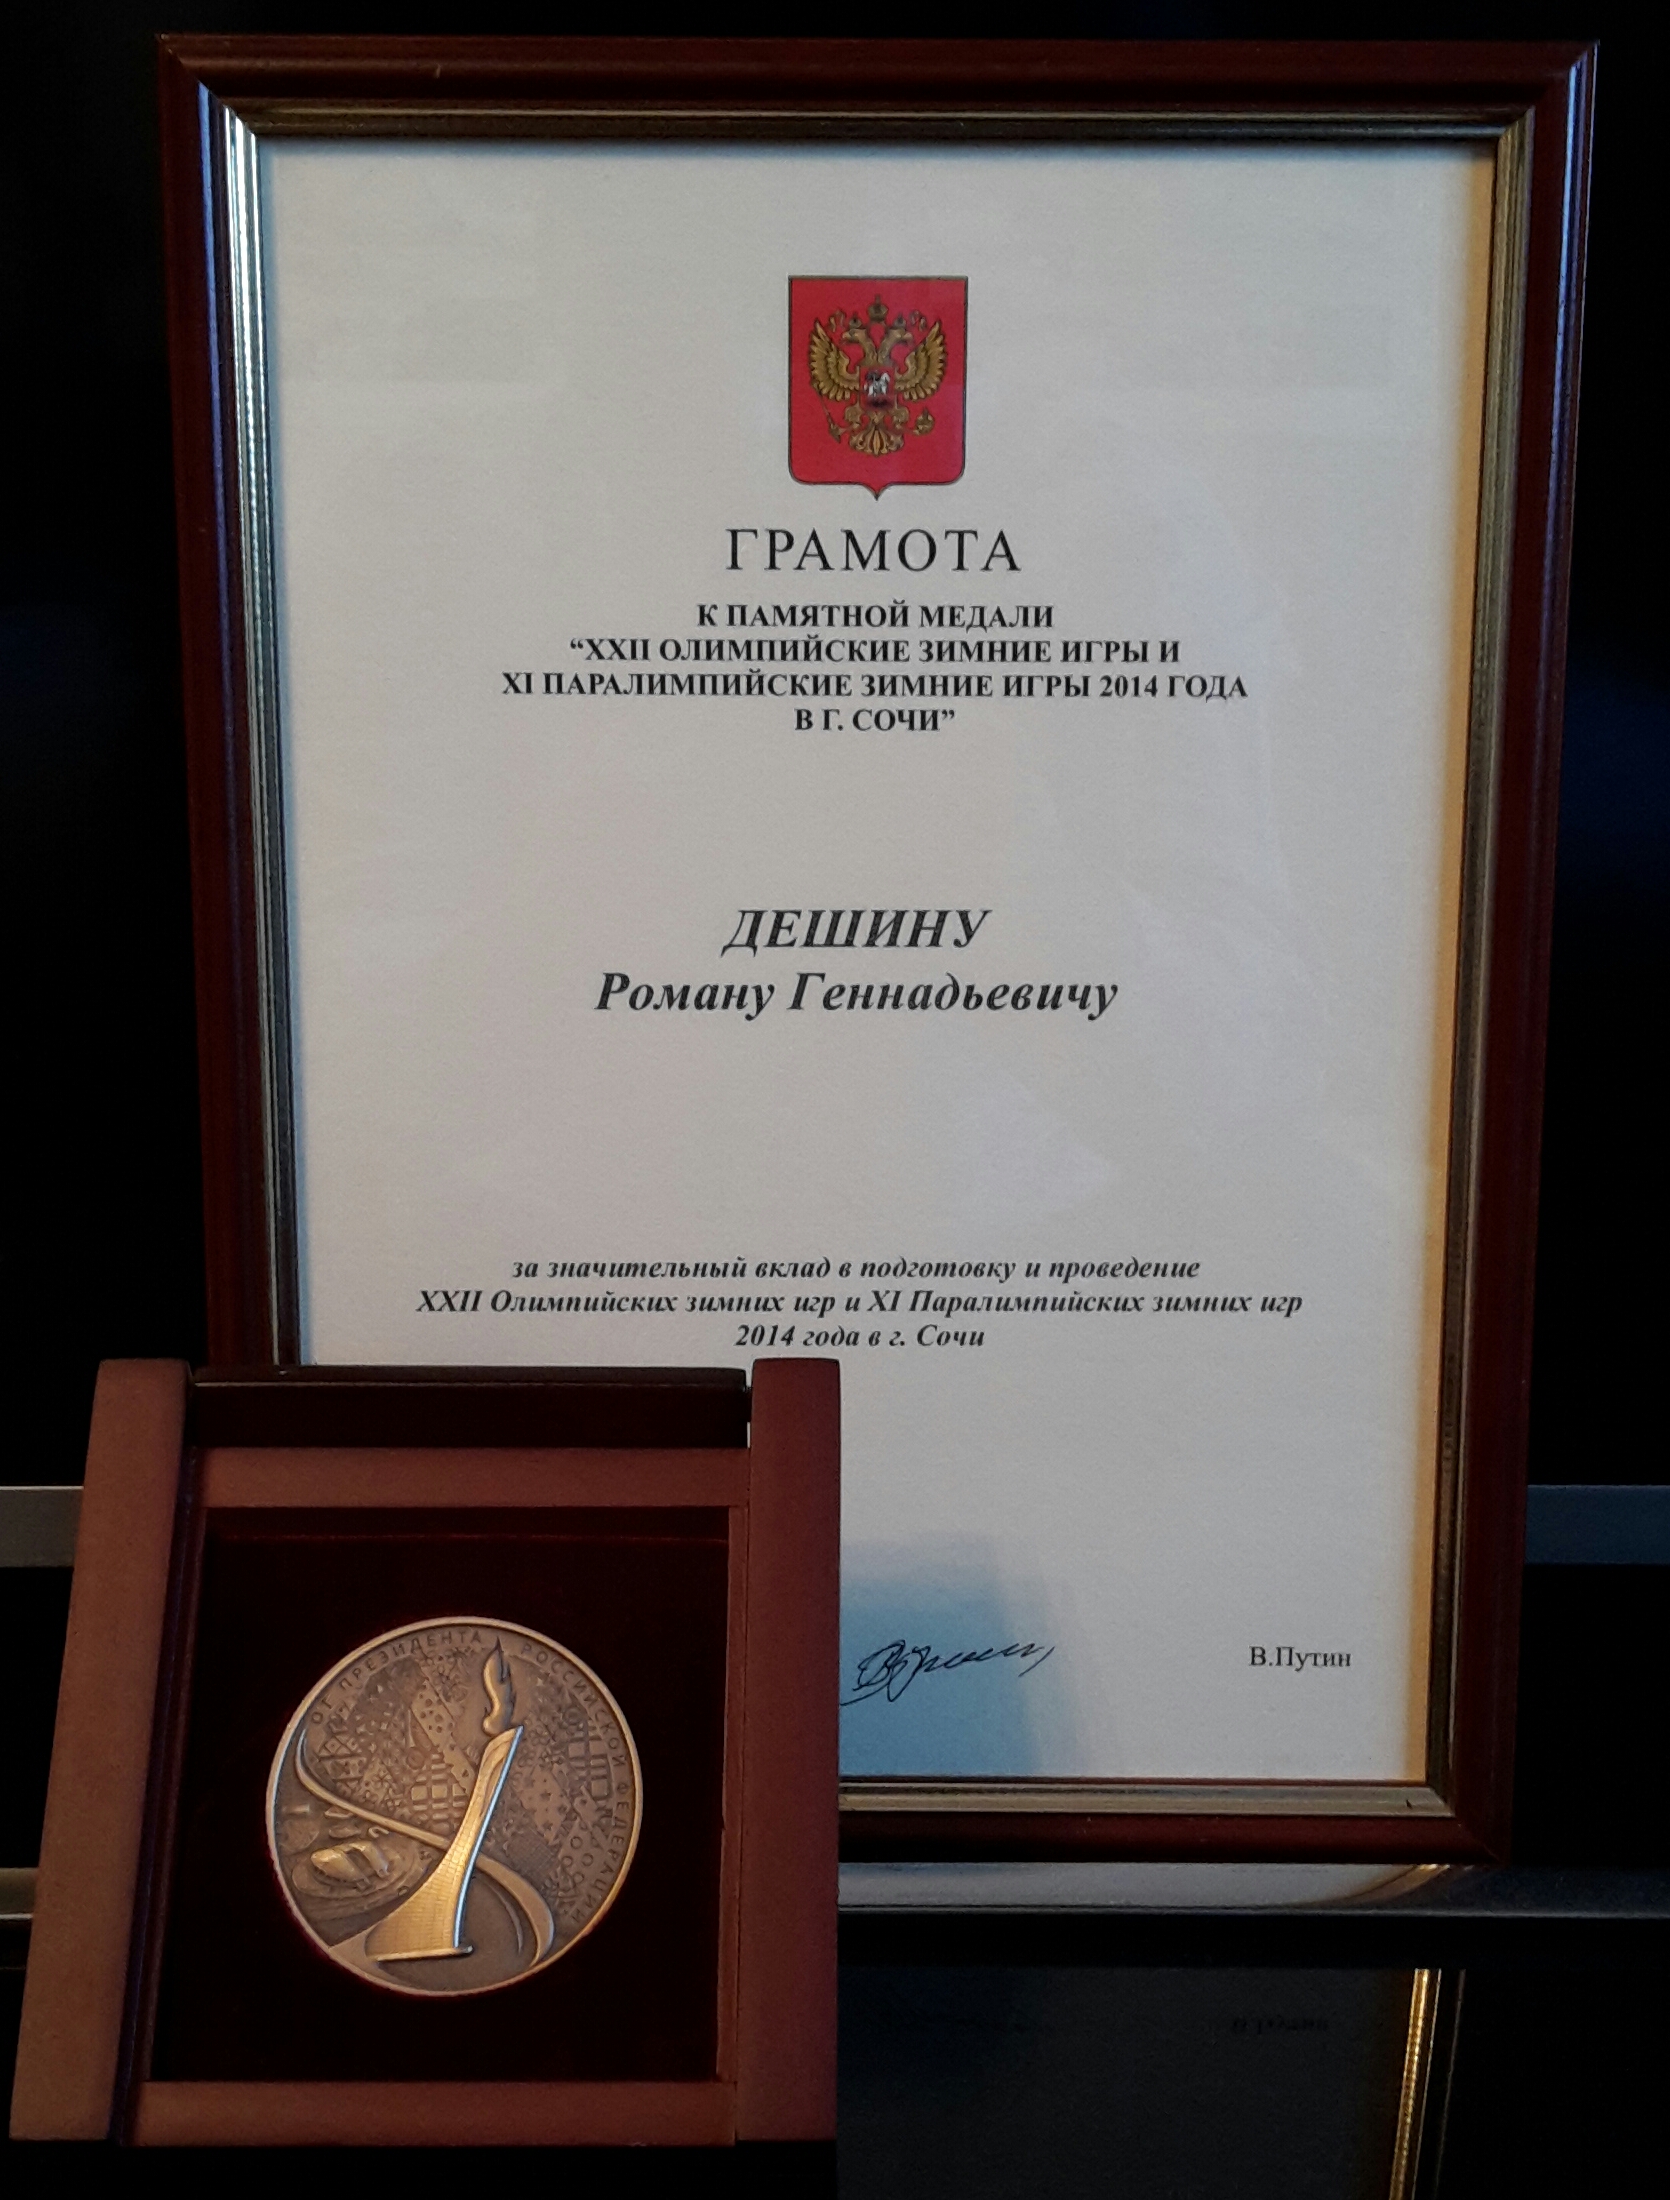 ГРАМОТА
К ПАМЯТНОЙ МЕДАЛИ
“XXII ОЛИМПИЙСКИЕ ЗИМНИЕ ИГРЫ И
XI ПАРАЛИМПИЙСКИЕ ЗИМНИЕ ИГРЫ 2014 ГОДА
В Г. СОЧИ”
ДЕШИНУ
Роману Геннадьевичу
за значительный вклад в подготовку и проведение
XXII Олимпийских зимних игр и XI Паралимпийских зимних игр
2014 года в г. Сочи
В.Путин
ОТ ПРЕЗИДЕНТА РОССИЙСКОЙ ФЕДЕРАЦИИ